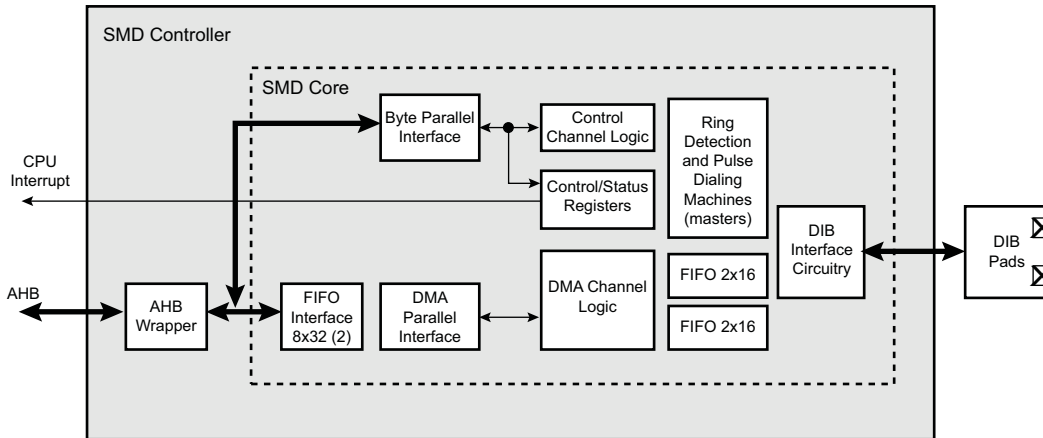 SMD Controller
SMD Core
Byte Parallel
Interface
Control
Channel Logic
Ring
Detection
and Pulse
Dialing
Machines
(masters)
CPU
Interrupt
Control/Status
Registers
DIB
Interface
Circuitry
DIB
Pads
AHB
AHB
Wrapper
FIFO
Interface
8x32 (2)
DMA
Parallel
Interface
DMA Channel
Logic
FIFO 2x16
FIFO 2x16